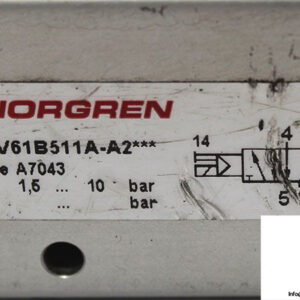 NORGREN
V61B511A-A2***
e A7043
14
4
1,5 ... 10 bar
5
... bar